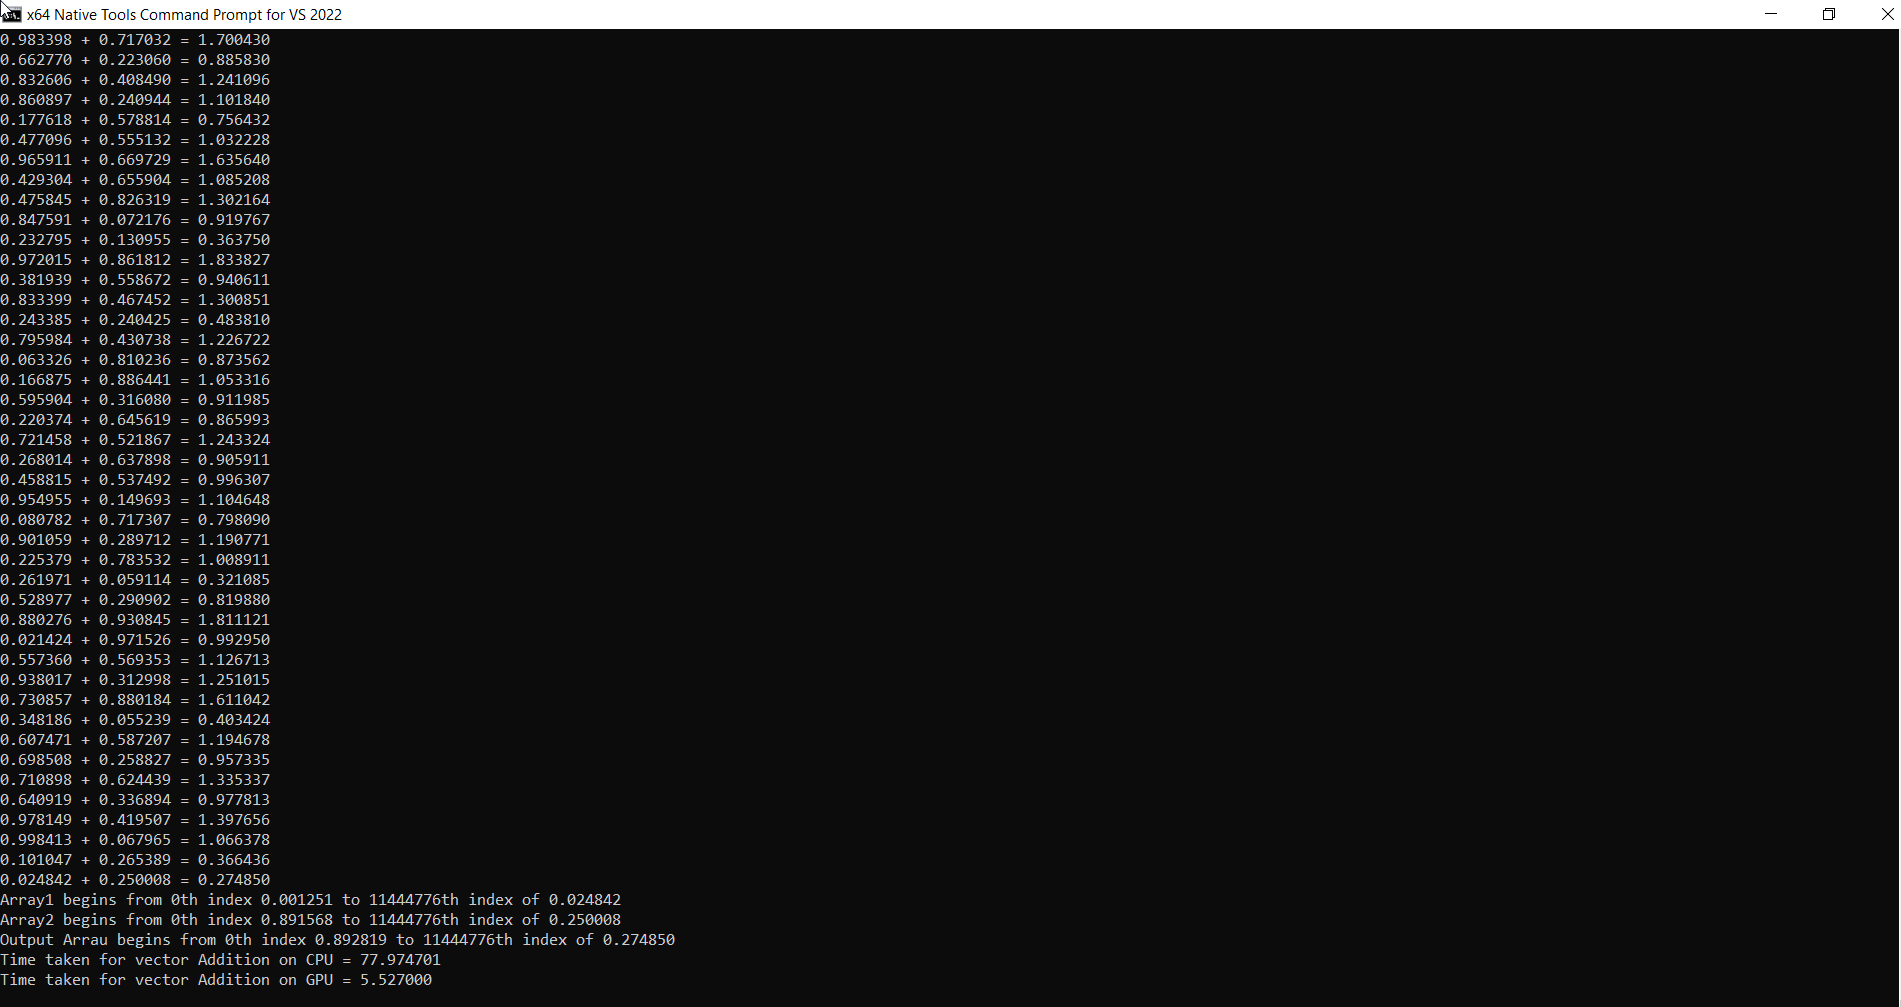 x64 Native Tools Command Prompt for VS 2022
0.983398 + 0.717032 = 1.700430
0.662770 + 0.223060 = 0.885830
0.832606 + 0.408490 = 1.241096
0.860897 + 0.240944 = 1.101840
0.177618 + 0.578814 = 0.756432
0.477096 + 0.555132 = 1.032228
0.965911 + 0.669729 = 1.635640
0.429304 + 0.655904 = 1.085208
0.475845 + 0.826319 = 1.302164
0.847591 + 0.072176 = 0.919767
0.232795 + 0.130955 = 0.363750
0.972015 + 0.861812 = 1.833827
0.381939 + 0.558672 = 0.940611
0.833399 + 0.467452 = 1.300851
0.243385 + 0.240425 = 0.483810
0.795984 + 0.430738 = 1.226722
0.063326 + 0.810236 = 0.873562
0.166875 + 0.886441 = 1.053316
0.595904 + 0.316080 = 0.911985
0.220374 + 0.645619 = 0.865993
0.721458 + 0.521867 = 1.243324
0.268014 + 0.637898 = 0.905911
0.458815 + 0.537492 = 0.996307
0.954955 + 0.149693 = 1.104648
0.080782 + 0.717307 = 0.798090
0.901059 + 0.289712 = 1.190771
0.225379 + 0.783532 = 1.008911
0.261971 + 0.059114 = 0.321085
0.528977 + 0.290902 = 0.819880
0.880276 + 0.930845 = 1.811121
0.021424 + 0.971526 = 0.992950
0.557360 + 0.569353 = 1.126713
0.938017 + 0.312998 = 1.251015
0.730857 + 0.880184 = 1.611042
0.348186 + 0.055239 = 0.403424
0.607471 + 0.587207 = 1.194678
0.698508 + 0.258827 = 0.957335
0.710898 + 0.624439 = 1.335337
0.640919 + 0.336894 = 0.977813
0.978149 + 0.419507 = 1.397656
0.998413 + 0.067965 = 1.066378
0.101047 + 0.265389 = 0.366436
0.024842 + 0.250008 = 0.274850
Array1 begins from 0th index 0.001251 to 11444776th index of 0.024842
Array2 begins from 0th index 0.891568 to 11444776th index of 0.250008
Output Arrau begins from 0th index 0.892819 to 11444776th index of 0.274850
Time taken for vector Addition on CPU = 77.974701
Time taken for vector Addition on GPU = 5.527000